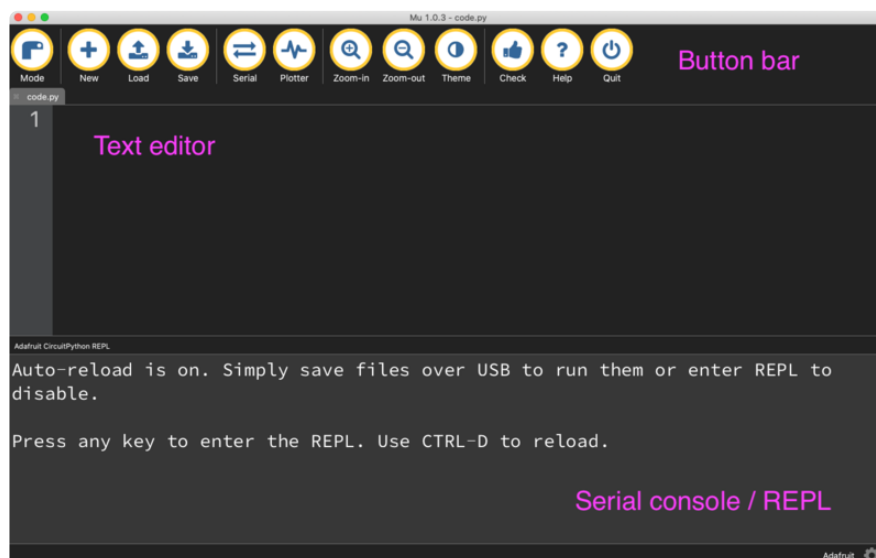 Mu 1.0.3 - code.py
Mode New Load Save Serial Plotter Zoom-in Zoom-out Theme Check Help Quit
Button bar
code.py
1
Text editor
Adafruit CircuitPython REPL
Auto-reload is on. Simply save files over USB to run them or enter REPL to
disable.
Press any key to enter the REPL. Use CTRL-D to reload.
Serial console / REPL
Adafruit